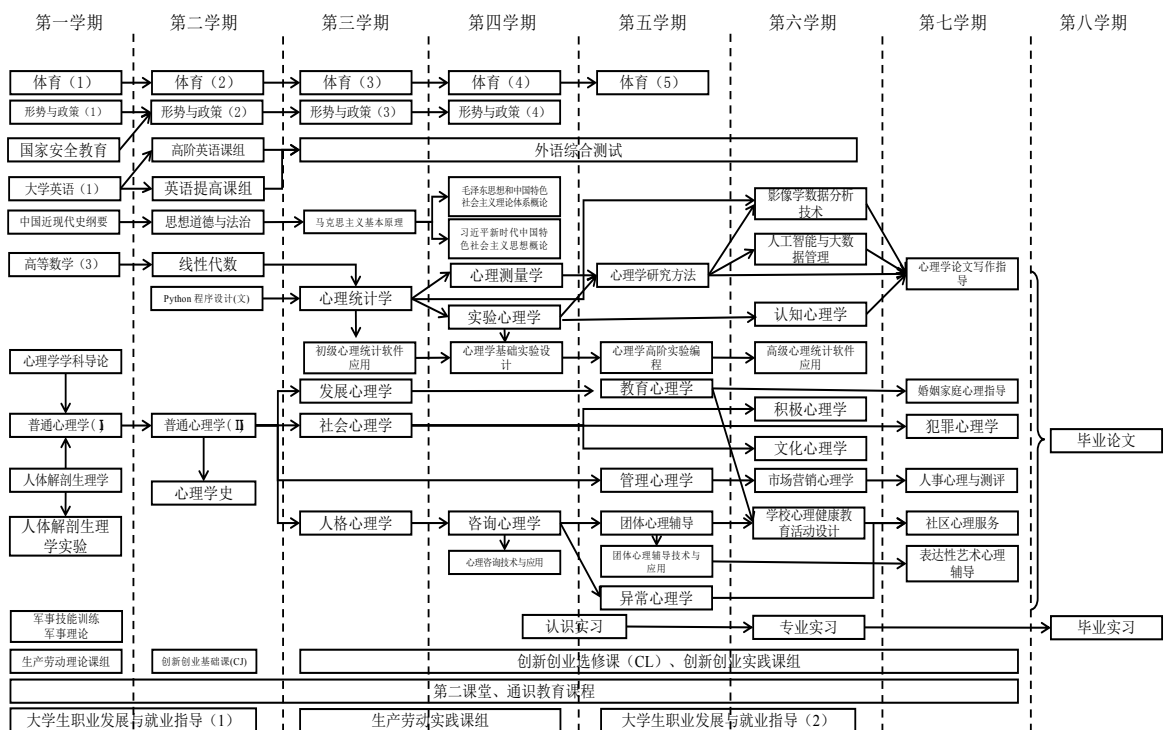 第一学期
第二学期
第三学期
第四学期
第五学期
第六学期
第七学期
第八学期
体育（1）
体育（2）
体育（3）
体育（4）
体育（5）
形势与政策（1）
形势与政策（2）
形势与政策（3）
形势与政策（4）
国家安全教育
高阶英语课组
外语综合测试
大学英语（1）
英语提高课组
毛泽东思想和中国特色
社会主义理论体系概论
影像学数据分析
技术
中国近现代史纲要
思想道德与法治
马克思主义基本原理
习近平新时代中国特
色社会主义思想概论
人工智能与大数
据管理
高等数学（3）
线性代数
心理测量学
心理学研究方法
心理学论文写作指
导
Python 程序设计(文)
心理统计学
实验心理学
认知心理学
心理学学科导论
初级心理统计软件
应用
心理学基础实验设
计
心理学高阶实验编
程
高级心理统计软件
应用
发展心理学
教育心理学
婚姻家庭心理指导
积极心理学
普通心理学(I)
普通心理学(II)
社会心理学
犯罪心理学
文化心理学
毕业论文
人体解剖生理学
心理学史
管理心理学
市场营销心理学
人事心理与测评
人体解剖生理
学实验
人格心理学
咨询心理学
团体心理辅导
学校心理健康教
育活动设计
社区心理服务
心理咨询技术与应用
团体心理辅导技术与
应用
表达性艺术心理
辅导
异常心理学
军事技能训练
军事理论
认识实习
专业实习
毕业实习
生产劳动理论课组
创新创业基础课(CJ)
创新创业选修课（CL）、创新创业实践课组
第二课堂、通识教育课程
大学生职业发展与就业指导（1）
生产劳动实践课组
大学生职业发展与就业指导（2）